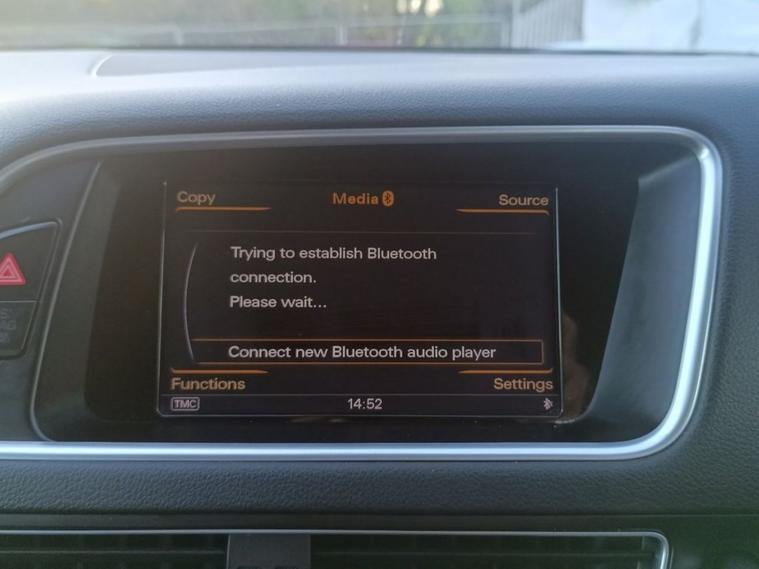 Copy
Media
Source
Trying to establish Bluetooth
connection.
Please wait...
Connect new Bluetooth audio player
Functions
Settings
TMC
14:52